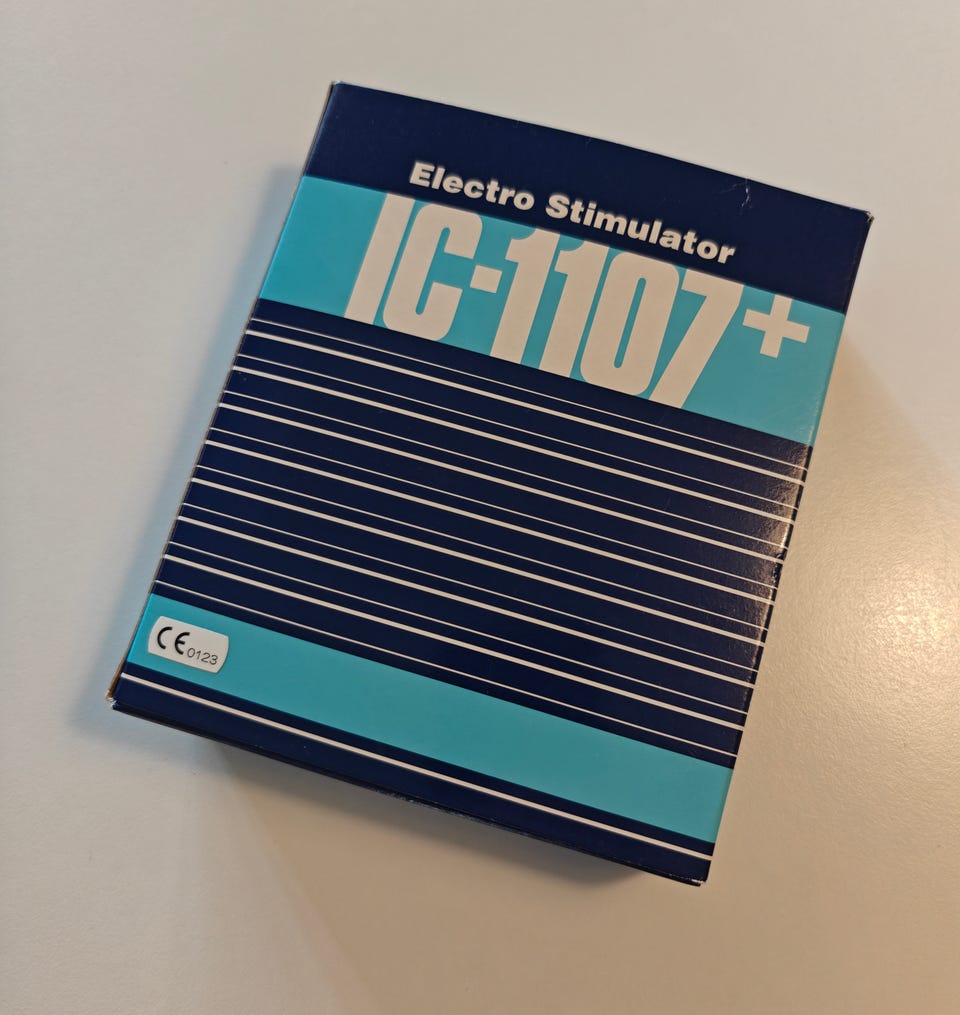 Electro Stimulator
IC-1107+
CE 0123